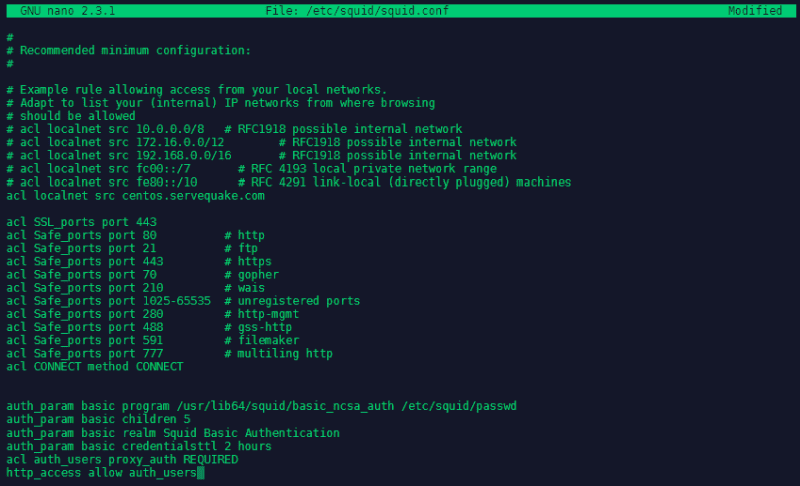 GNU nano 2.3.1 File: /etc/squid/squid.conf Modified
#
# Recommended minimum configuration:
#
# Example rule allowing access from your local networks.
# Adapt to list your (internal) IP networks from where browsing
# should be allowed
# acl localnet src 10.0.0.0/8 # RFC1918 possible internal network
# acl localnet src 172.16.0.0/12 # RFC1918 possible internal network
# acl localnet src 192.168.0.0/16 # RFC1918 possible internal network
# acl localnet src fc00::/7 # RFC 4193 local private network range
# acl localnet src fe80::/10 # RFC 4291 link-local (directly plugged) machines
acl localnet src centos.servequake.com
acl SSL_ports port 443
acl Safe_ports port 80 # http
acl Safe_ports port 21 # ftp
acl Safe_ports port 443 # https
acl Safe_ports port 70 # gopher
acl Safe_ports port 210 # wais
acl Safe_ports port 1025-65535 # unregistered ports
acl Safe_ports port 280 # http-mgmt
acl Safe_ports port 488 # gss-http
acl Safe_ports port 591 # filemaker
acl Safe_ports port 777 # multiling http
acl CONNECT method CONNECT
auth_param basic program /usr/lib64/squid/basic_ncsa_auth /etc/squid/passwd
auth_param basic children 5
auth_param basic realm Squid Basic Authentication
auth_param basic credentialsttl 2 hours
acl auth_users proxy_auth REQUIRED
http_access allow auth_users